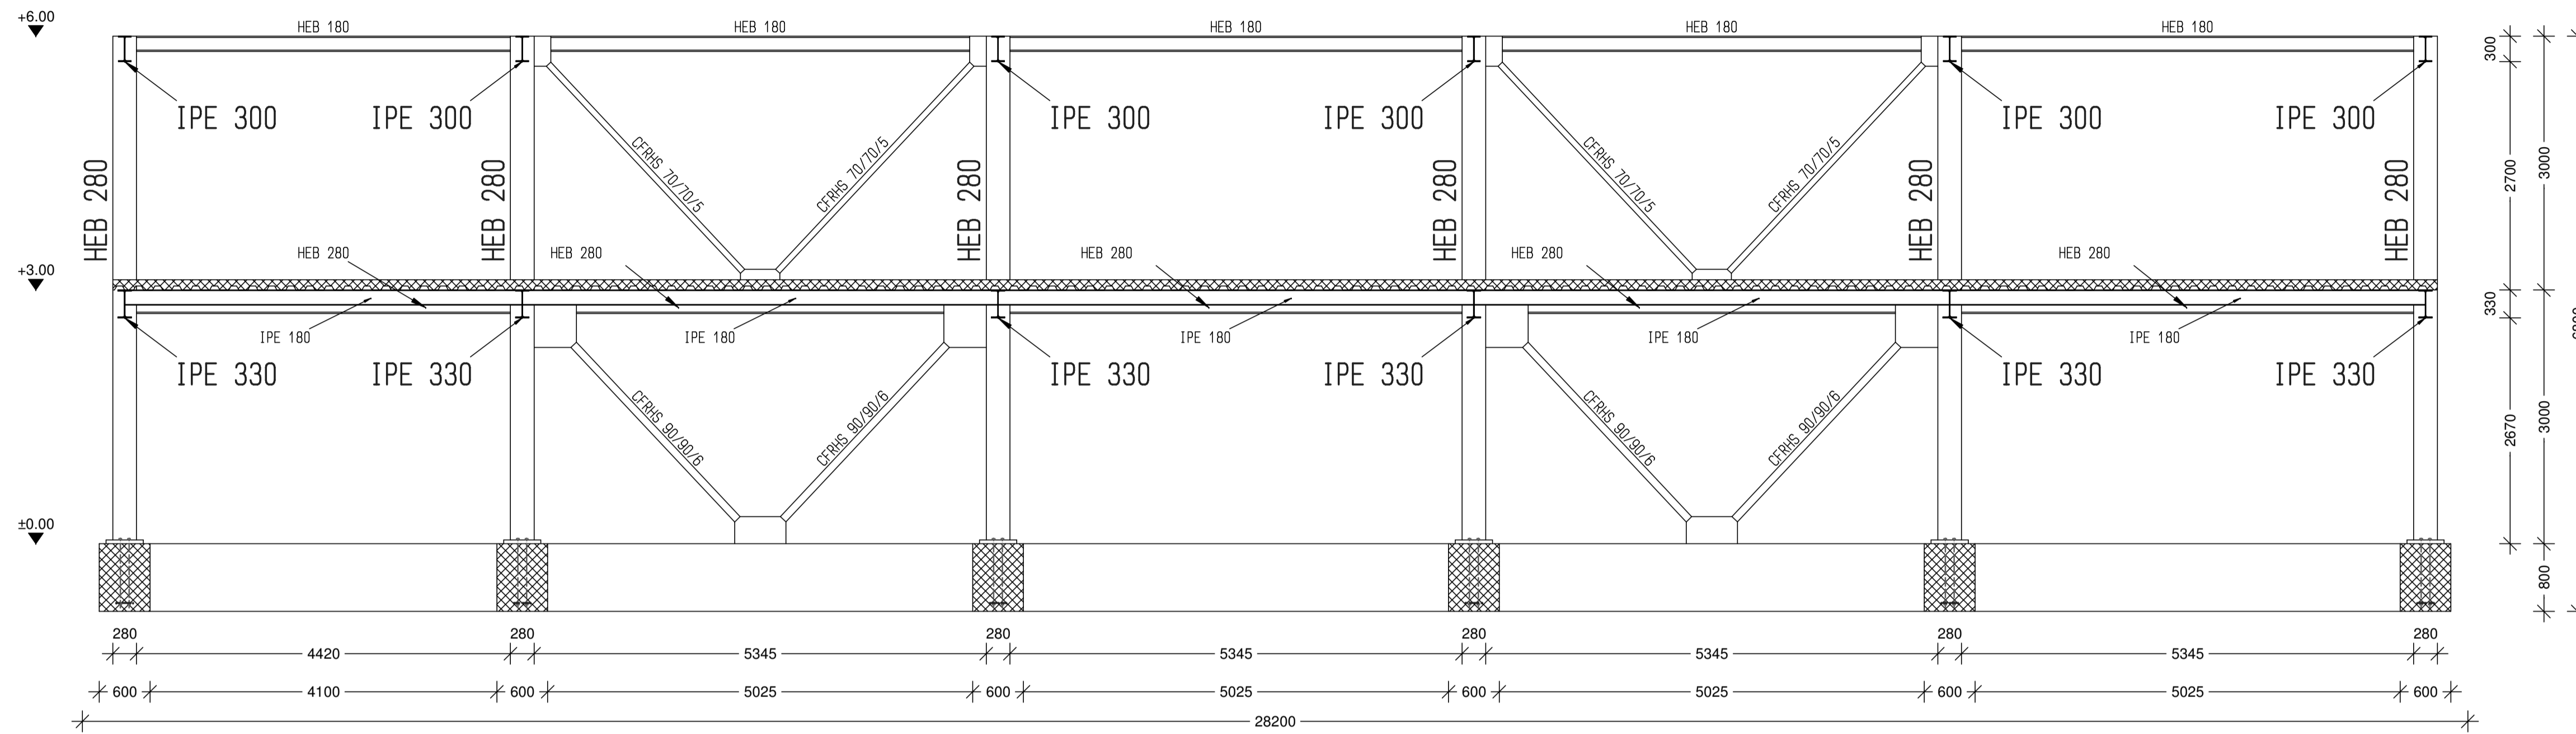 +6.00
HEB 180 HEB 180 HEB 180 HEB 180 HEB 180
IPE 300 IPE 300 IPE 300 IPE 300 IPE 300 IPE 300
300
HEB 280 HEB 280 HEB 280 HEB 280 HEB 280 HEB 280
CFRHS 70/70/5 CFRHS 70/70/5 CFRHS 70/70/5 CFRHS 70/70/5
2700 3000
HEB 280 HEB 280 HEB 280 HEB 280 HEB 280
+3.00
330
IPE 180 IPE 180 IPE 180 IPE 180 IPE 180
IPE 330 IPE 330 IPE 330 IPE 330 IPE 330 IPE 330
CFRHS 90/90/6 CFRHS 90/90/6 CFRHS 90/90/6 CFRHS 90/90/6
2670 3000
±0.00
800
280 280 280 280 280 280
4420 5345 5345 5345 5345
600 4100 600 5025 600 5025 600 5025 600 5025 600
28200